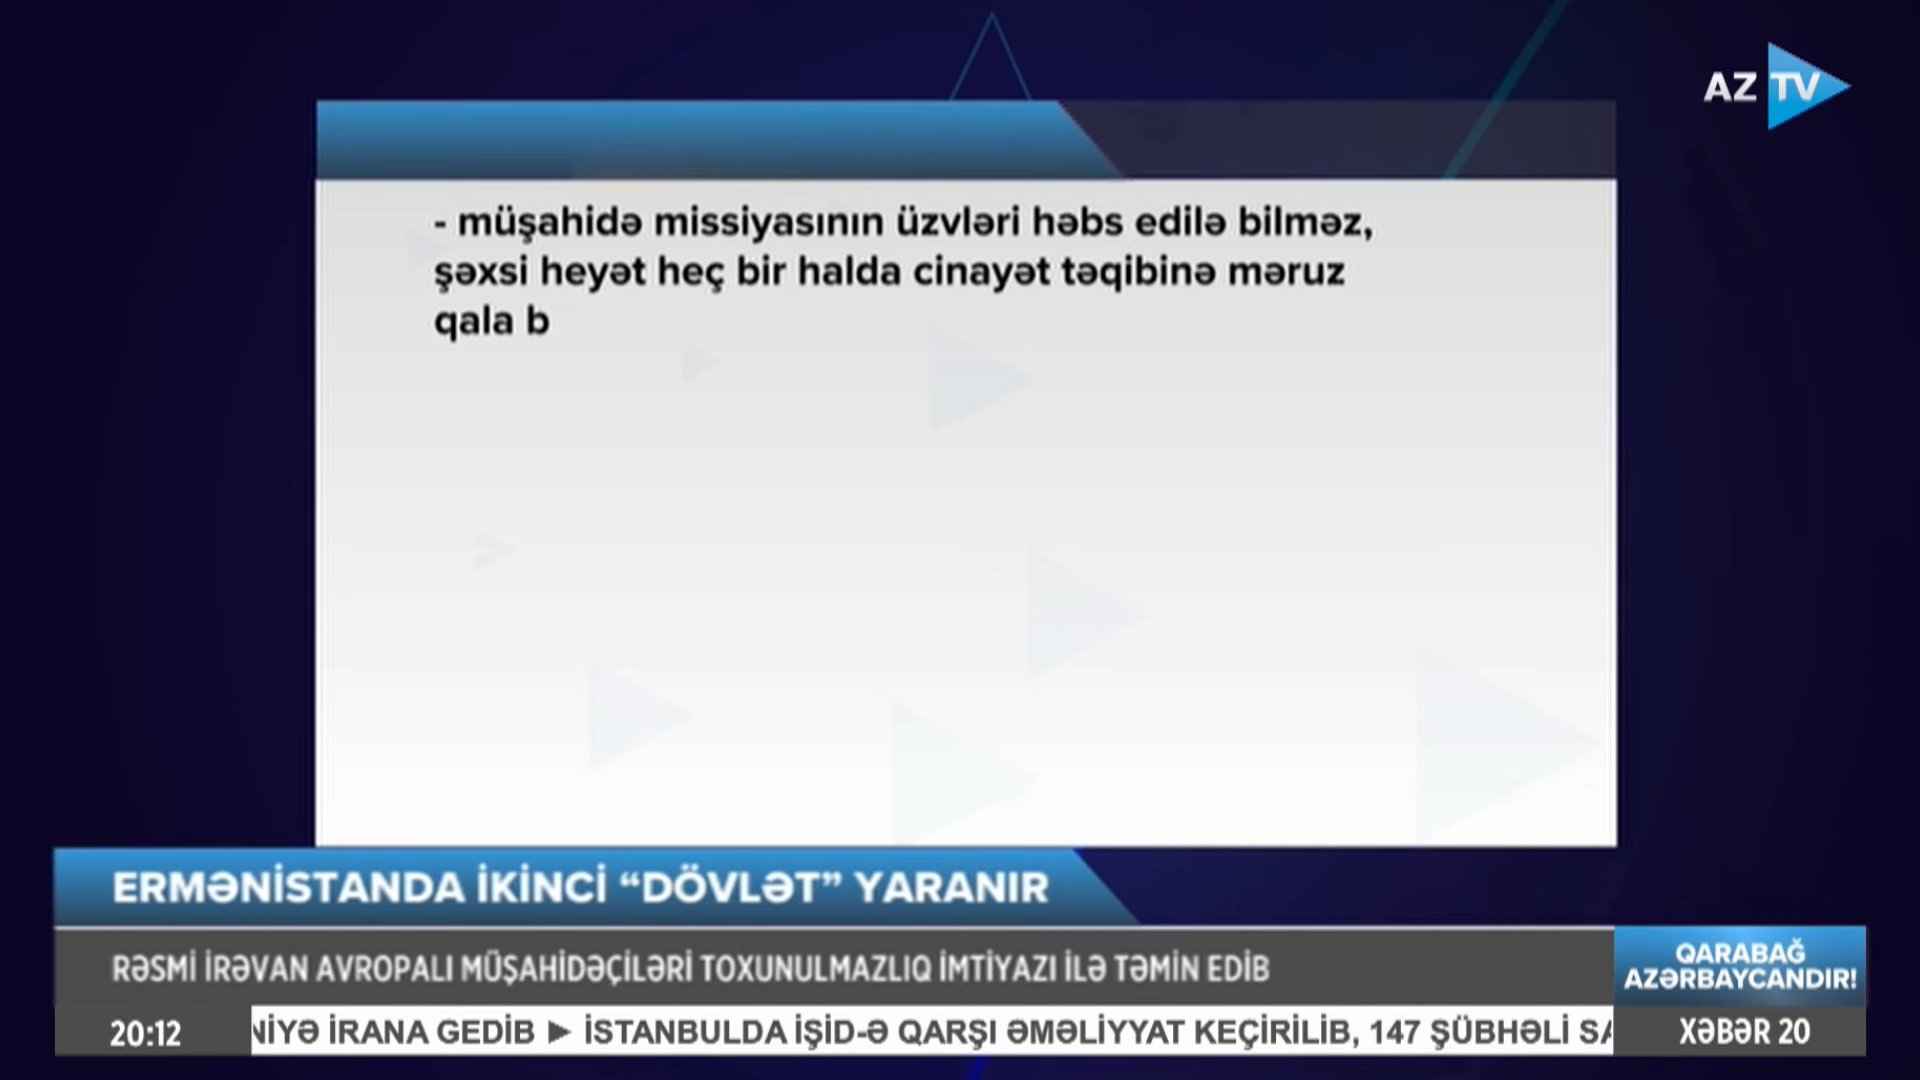 AZ TV
- müşahidə missiyasının üzvləri həbs edilə bilməz,
şəxsi heyət heç bir halda cinayət təqibinə məruz
qala b
ERMƏNİSTANDA İKİNCİ “DÖVLƏT” YARANIR
RƏSMİ İRƏVAN AVROPALI MÜŞAHİDƏÇİLƏRİ TOXUNULMAZLIQ İMTİYAZI İLƏ TƏMİN EDİB
QARABAĞ
AZƏRBAYCANDIR!
20:12
NİYƏ İRANA GEDİB ► İSTANBULDA İŞİD-Ə QARŞI ƏMƏLİYYAT KEÇİRİLİB, 147 ŞÜBHƏLİ SA
XƏBƏR 20